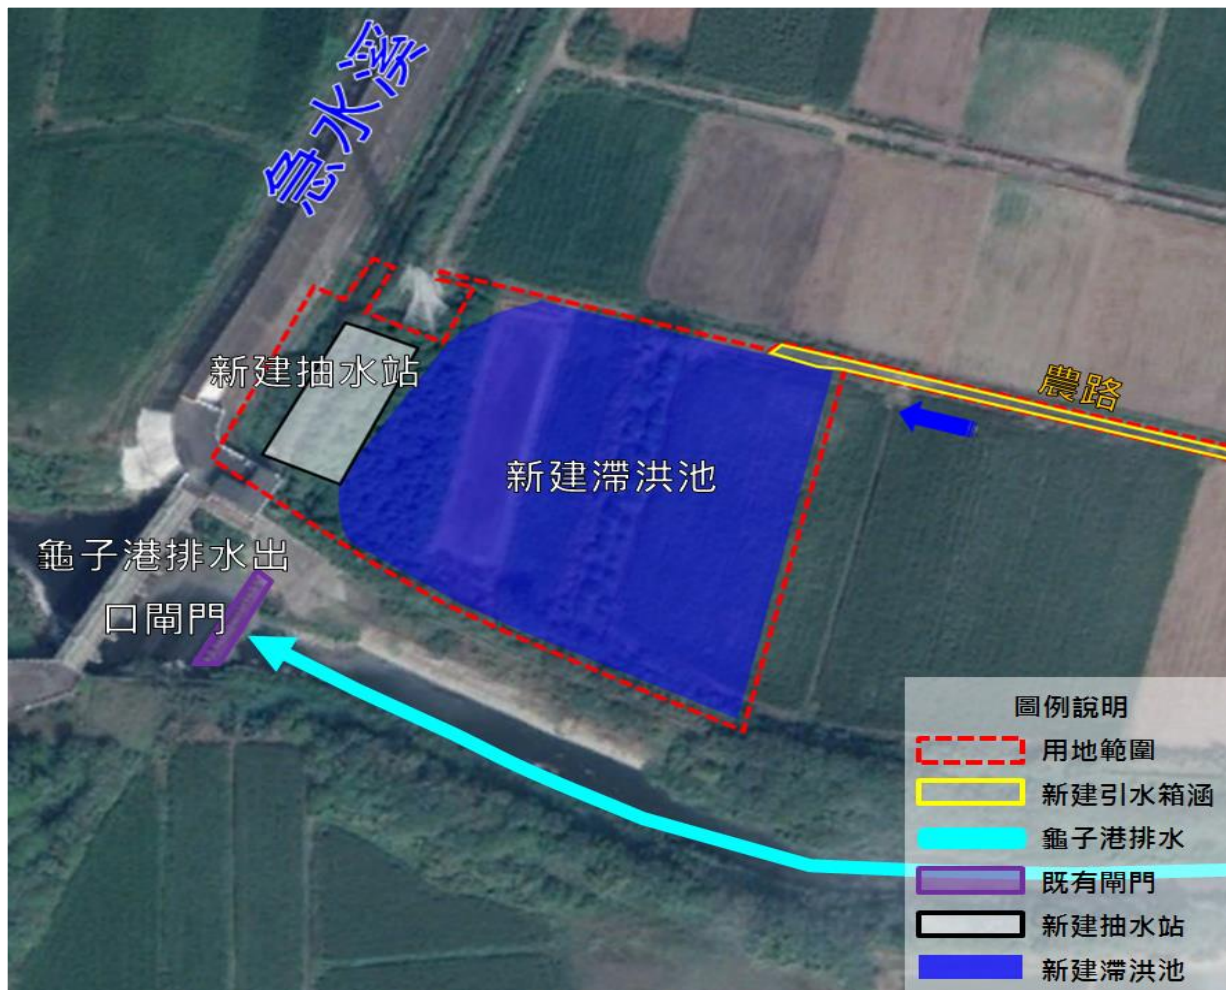 急水溪
新建抽水站
農路
新建滯洪池
龜子港排水出
口閘門
圖例說明
用地範圍
新建引水箱涵
龜子港排水
既有閘門
新建抽水站
新建滯洪池